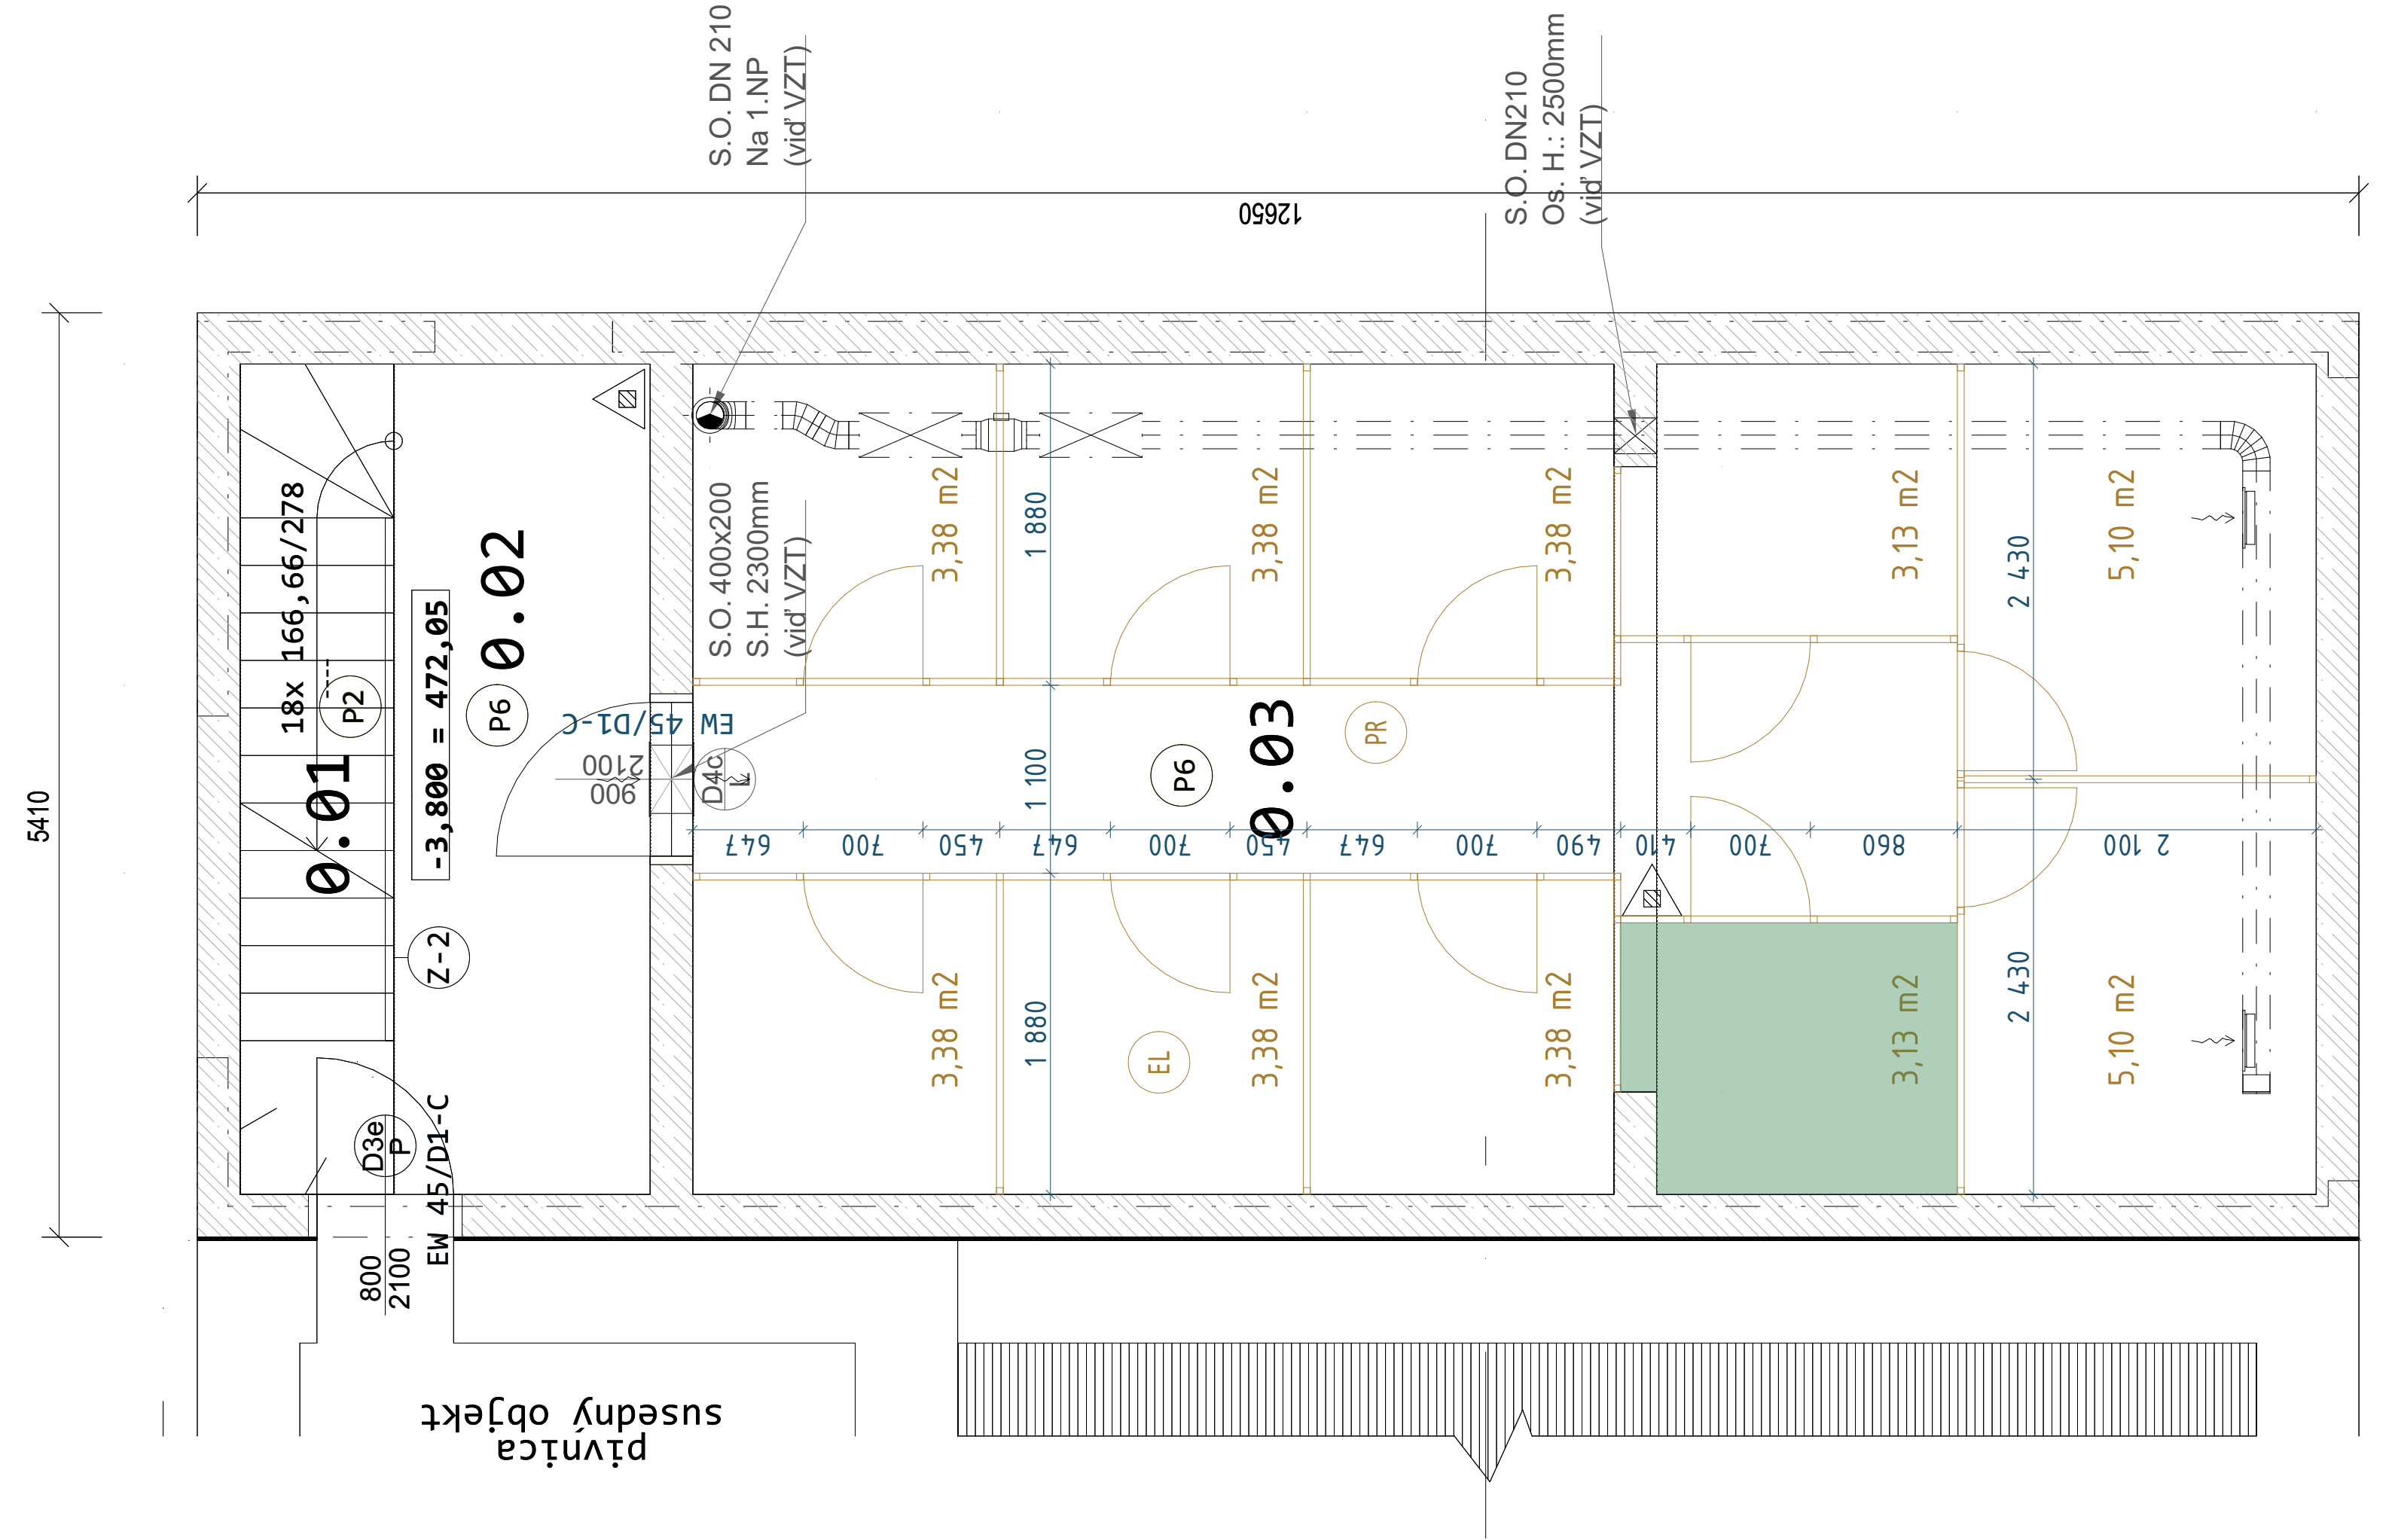 S.O. DN 210
Na 1.NP
(viď VZT)
S.O. DN210
Os. H.: 2500mm
(viď VZT)
12650
5410
18x 166,66/278
P2
0.01
-3,800 = 472,05
P6
0.02
Z-2
D3e
P
EW 45/D1-C
800
2100
EW 45/D1-C
900
2100
D4c
L
S.O. 400x200
S.H. 2300mm
(viď VZT)
3,38 m2
3,38 m2
3,38 m2
3,13 m2
5,10 m2
1 880
2 430
1 100
P6
0.03
PR
647
700
450
647
700
450
647
700
490
410
700
860
2 100
3,38 m2
3,38 m2
3,38 m2
3,13 m2
5,10 m2
1 880
2 430
EL
pivnica
susedný objekt